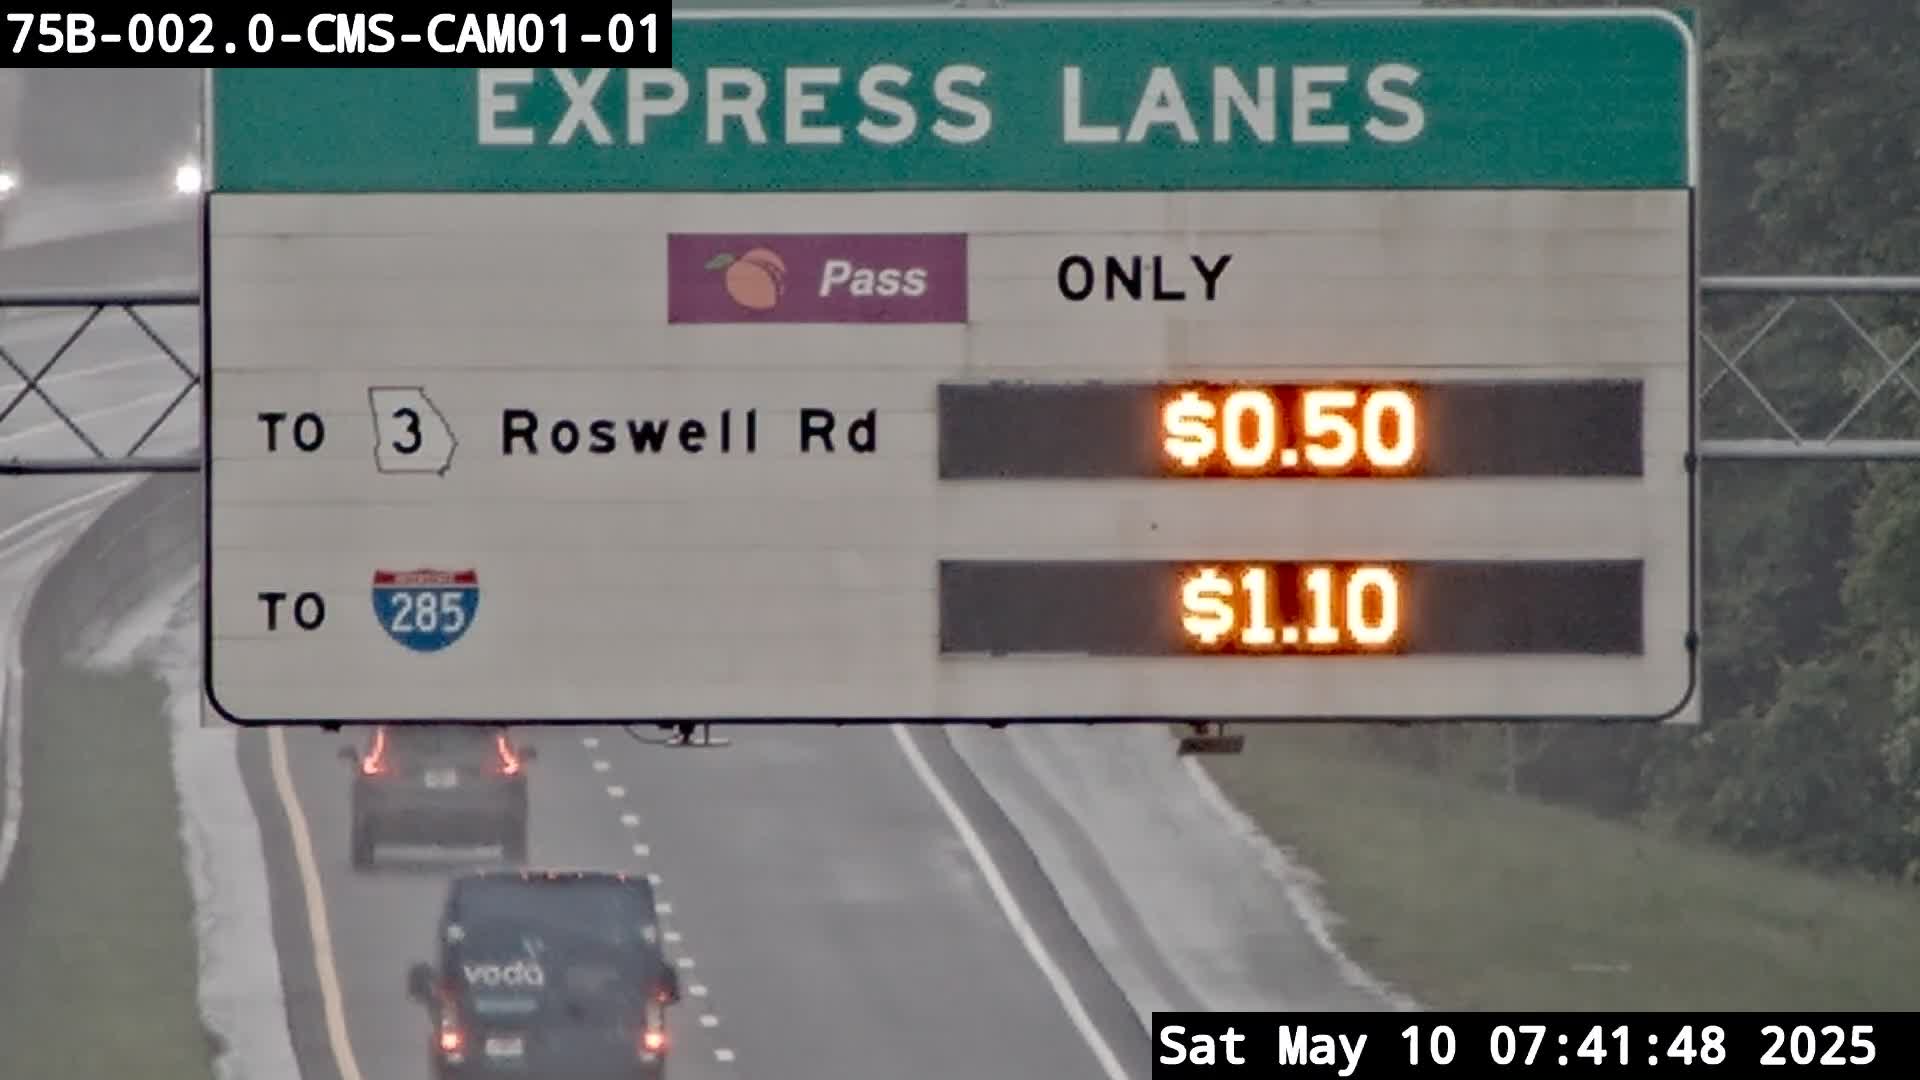 75B-002.0-CMS-CAM01-01
EXPRESS LANES
Pass ONLY
TO 3 Roswell Rd $0.50
TO 285 $1.10
Sat May 10 07:41:48 2025